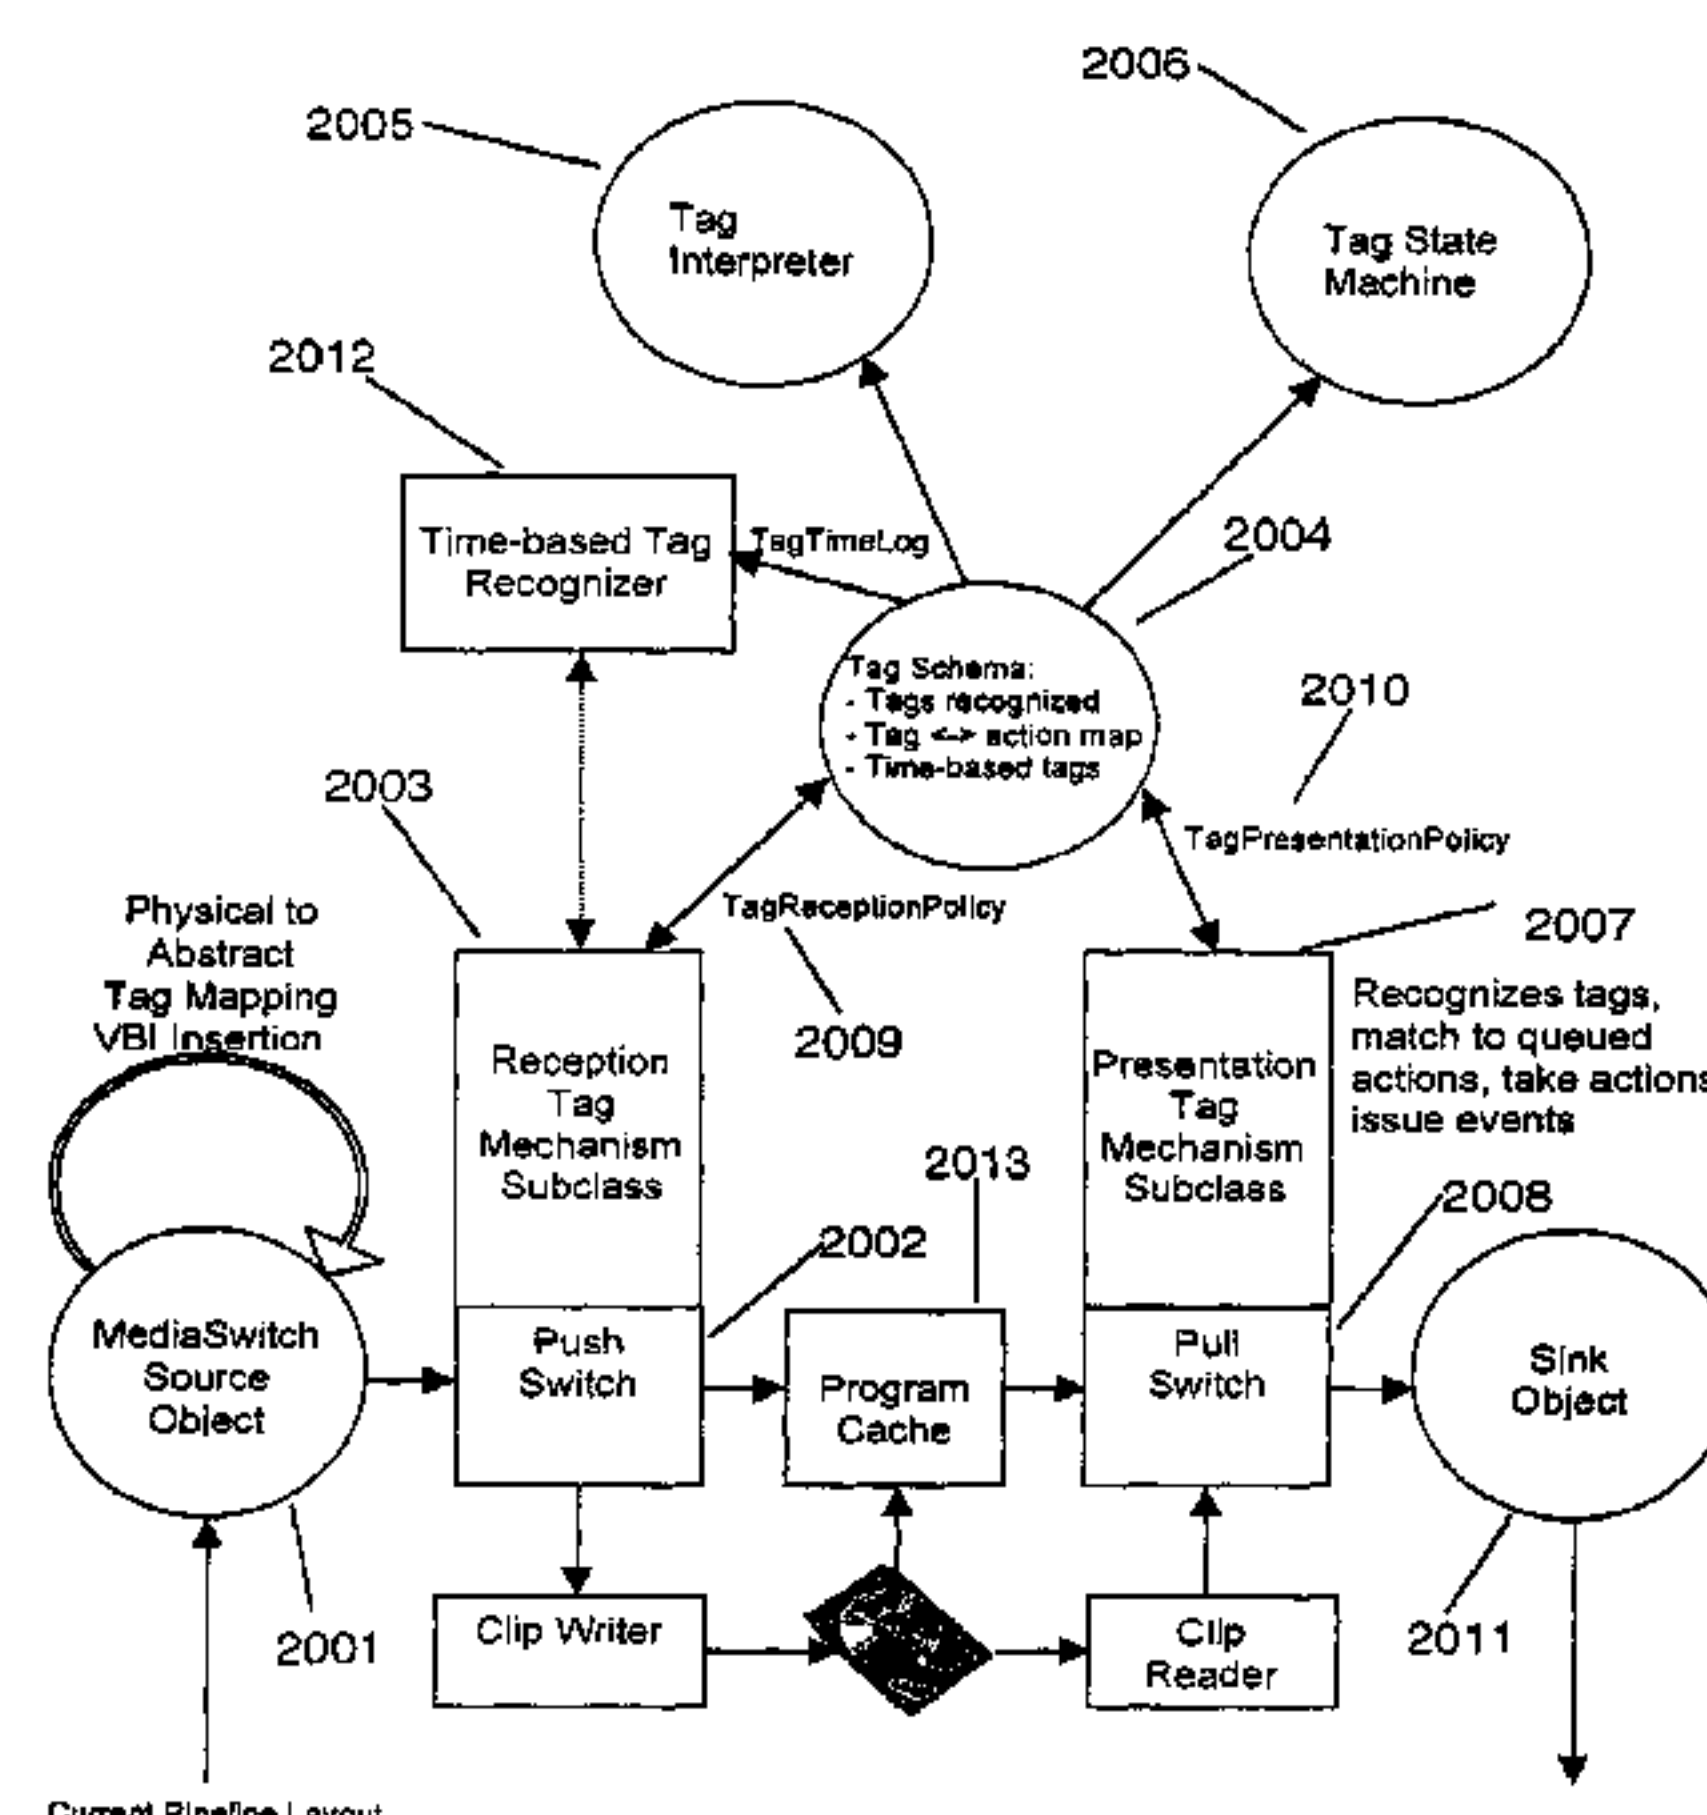 2006
2005
Tag
Interpreter
Tag State
Machine
2012
Time-based Tag
Recognizer
TagTimeLog
2004
Tag Schema:
- Tags recognized
- Tag <-> action map
- Time-based tags
2010
2003
TagPresentationPolicy
TagReceptionPolicy
2007
2009
Physical to
Abstract
Tag Mapping
VBI Insertion
Reception
Tag
Mechanism
Subclass
Presentation
Tag
Mechanism
Subclass
Recognizes tags,
match to queued
actions, take actions
issue events
2013
2002
2008
MediaSwitch
Source
Object
Push
Switch
Program
Cache
Pull
Switch
Sink
Object
2001
Clip Writer
Clip
Reader
2011
Current Pipeline Layout